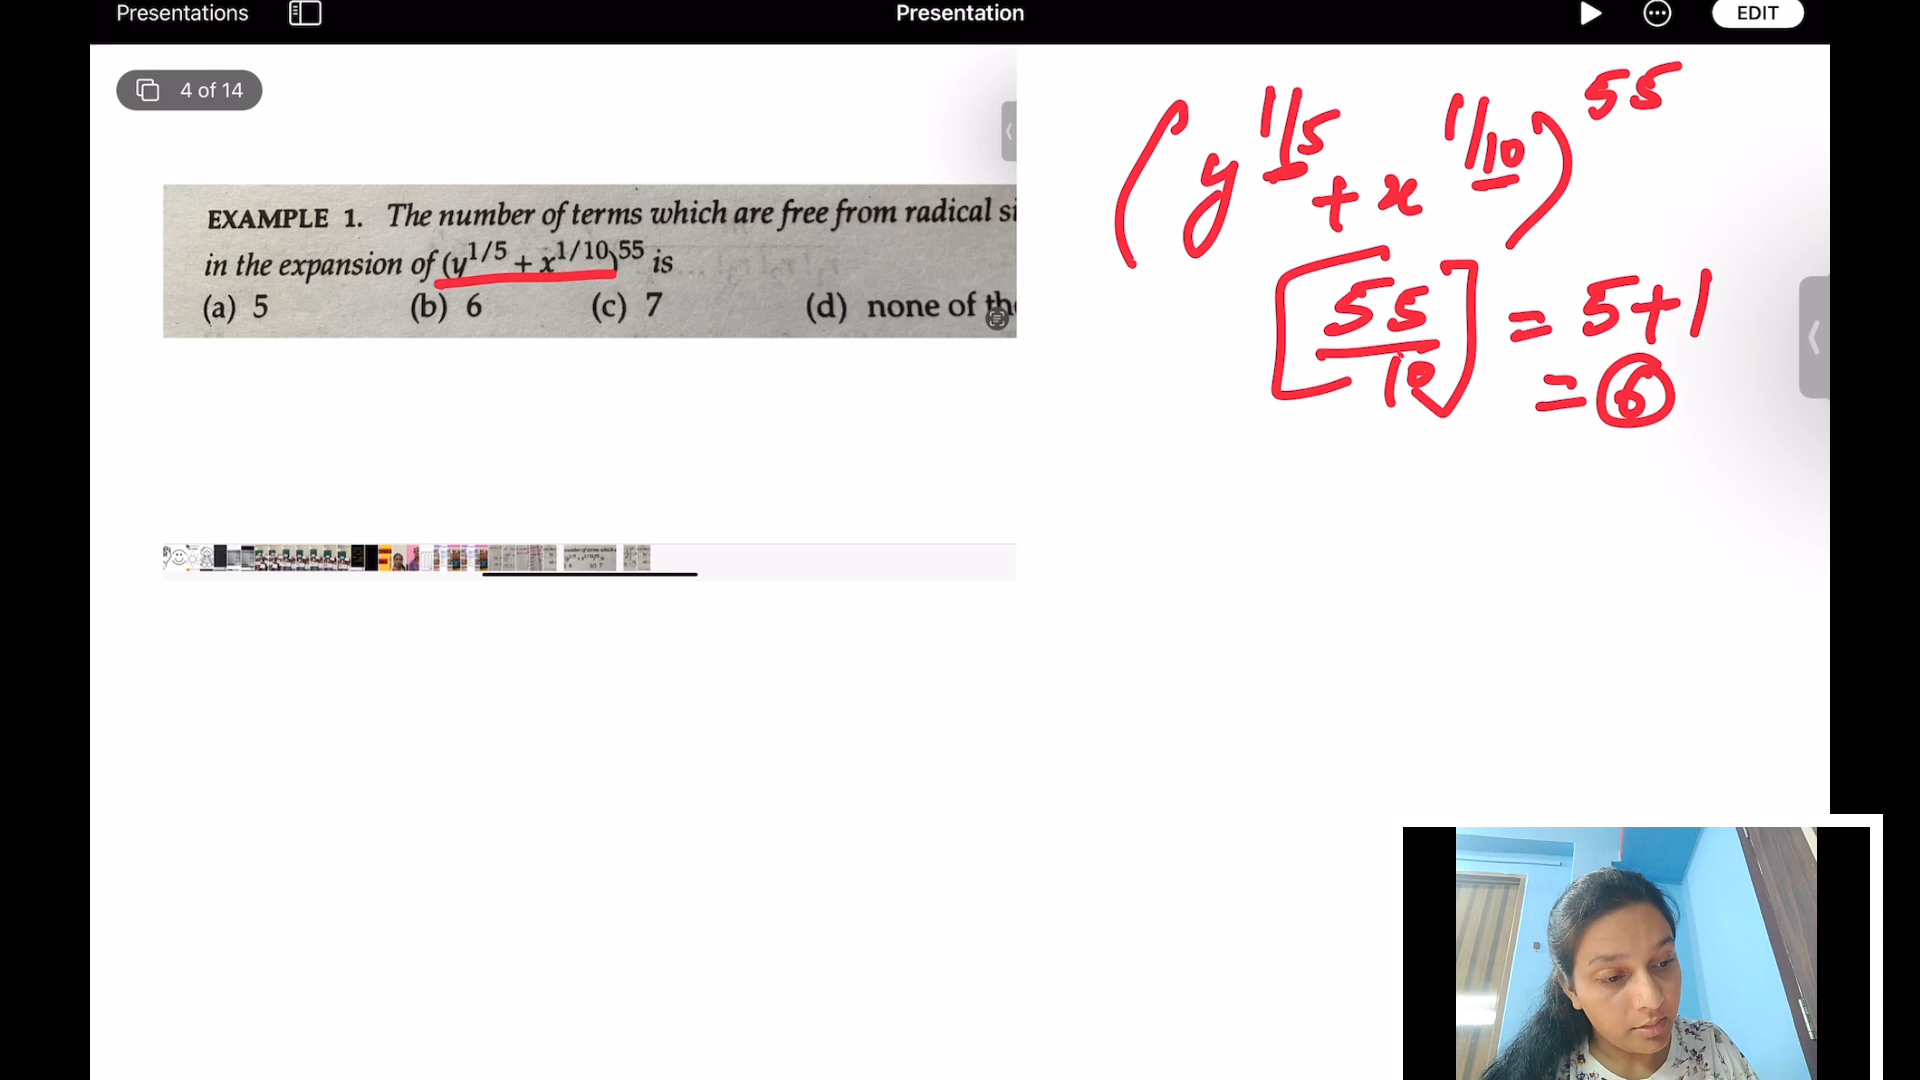 Presentations
Presentation
EDIT
4 of 14
EXAMPLE 1. The number of terms which are free from radical si
in the expansion of (y^1/5 + x^1/10)^55 is
(a) 5 (b) 6 (c) 7 (d) none of the
(y^1/5 + x^1/10)^55
[55/10] = 5+1
= 6